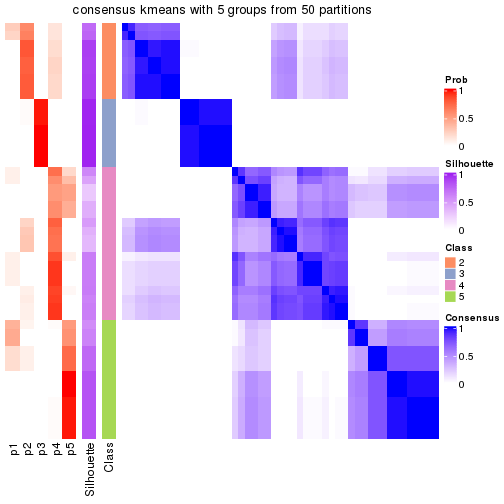 consensus kmeans with 5 groups from 50 partitions
Prob
1
0.5
0
Silhouette
1
0.5
0
Class
2
3
4
5
Consensus
1
0.5
0
p1
p2
p3
p4
p5
Silhouette
Class